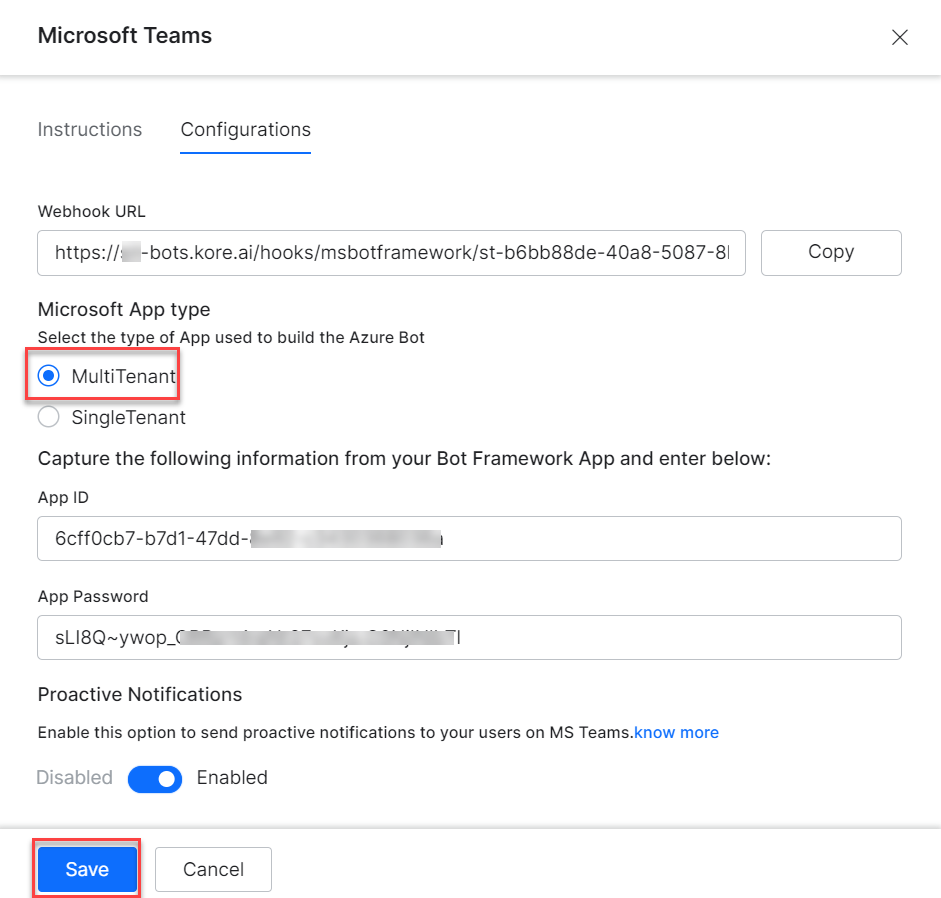 Microsoft Teams
Instructions Configurations
Webhook URL
https:// -bots.kore.ai/hooks/msbotframework/st-b6bb88de-40a8-5087-8
Copy
Microsoft App type
Select the type of App used to build the Azure Bot
MultiTenant
SingleTenant
Capture the following information from your Bot Framework App and enter below:
App ID
6cff0cb7-b7d1-47dd-
App Password
sLI8Q~ywop_
Proactive Notifications
Enable this option to send proactive notifications to your users on MS Teams.know more
Disabled Enabled
Save Cancel